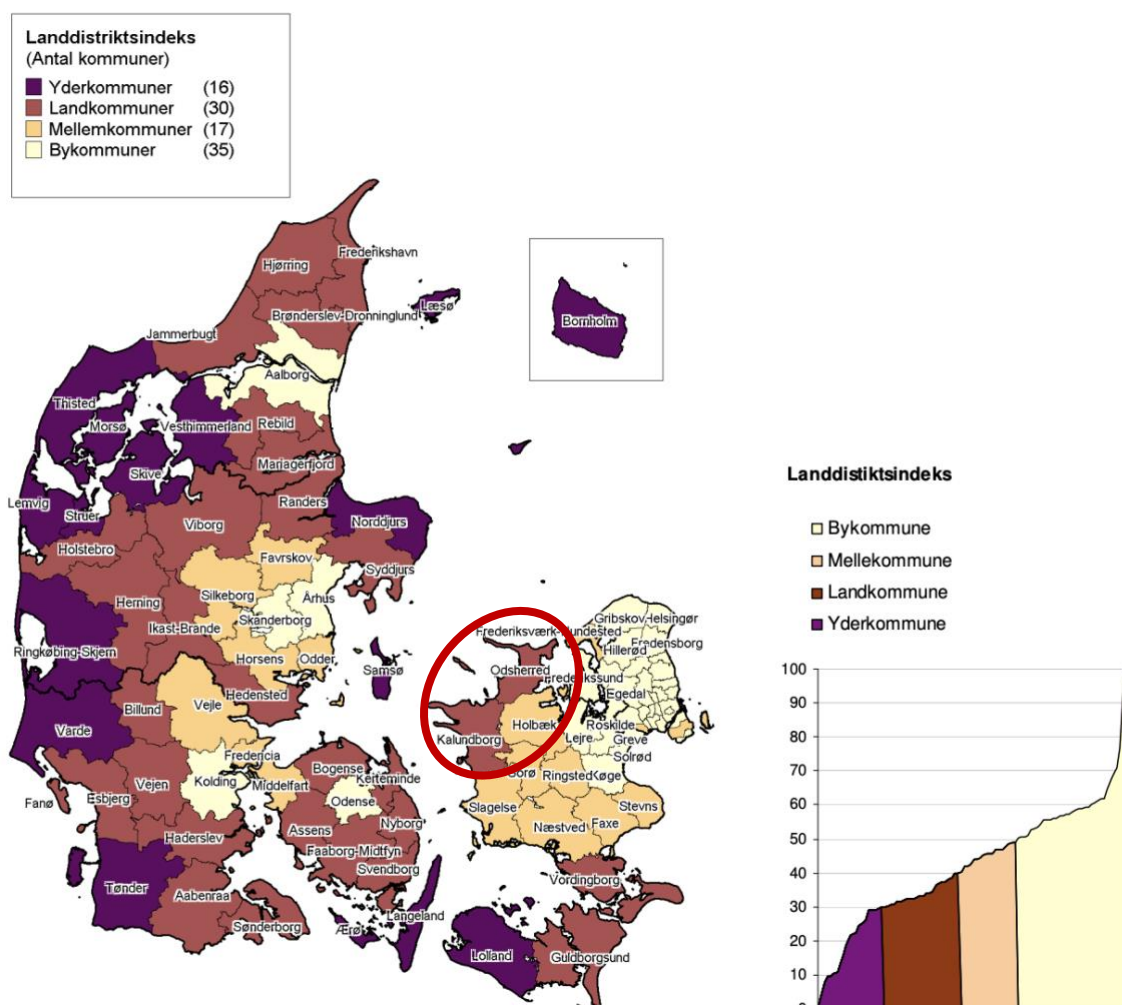 Landdistriktsindeks
(Antal kommuner)
Yderkommuner (16)
Landkommuner (30)
Mellemkommuner (17)
Bykommuner (35)
Hjørring
Frederikshavn
Brønderslev-Dronninglund
Læsø
Jammerbugt
Bornholm
Aalborg
Thisted
Morsø
Vesthimmerland
Rebild
Mariagerfjord
Skive
Lemvig
Struer
Randers
Norddjurs
Viborg
Holstebro
Favrskov
Syddjurs
Silkeborg
Århus
Herning
Skanderborg
Ikast-Brande
Ringkøbing-Skjern
Horsens
Odder
Samsø
Hedensted
Billund
Vejle
Varde
Fredericia
Kolding
Middelfart
Vejen
Fanø
Esbjerg
Bogense
Kerteminde
Odense
Nyborg
Assens
Haderslev
Faaborg-Midtfyn
Svendborg
Tønder
Aabenraa
Sønderborg
Ærø
Langeland
Frederiksværk-Hundested
Gribskov
Helsingør
Fredensborg
Hillerød
Odsherred
Frederikssund
Egedal
Holbæk
Roskilde
Lejre
Greve
Solrød
Kalundborg
Sorø
Ringsted
Køge
Slagelse
Stevns
Næstved
Faxe
Vordingborg
Lolland
Guldborgsund
Landdistiktsindeks
Bykommune
Mellekommune
Landkommune
Yderkommune
100
90
80
70
60
50
40
30
20
10
0